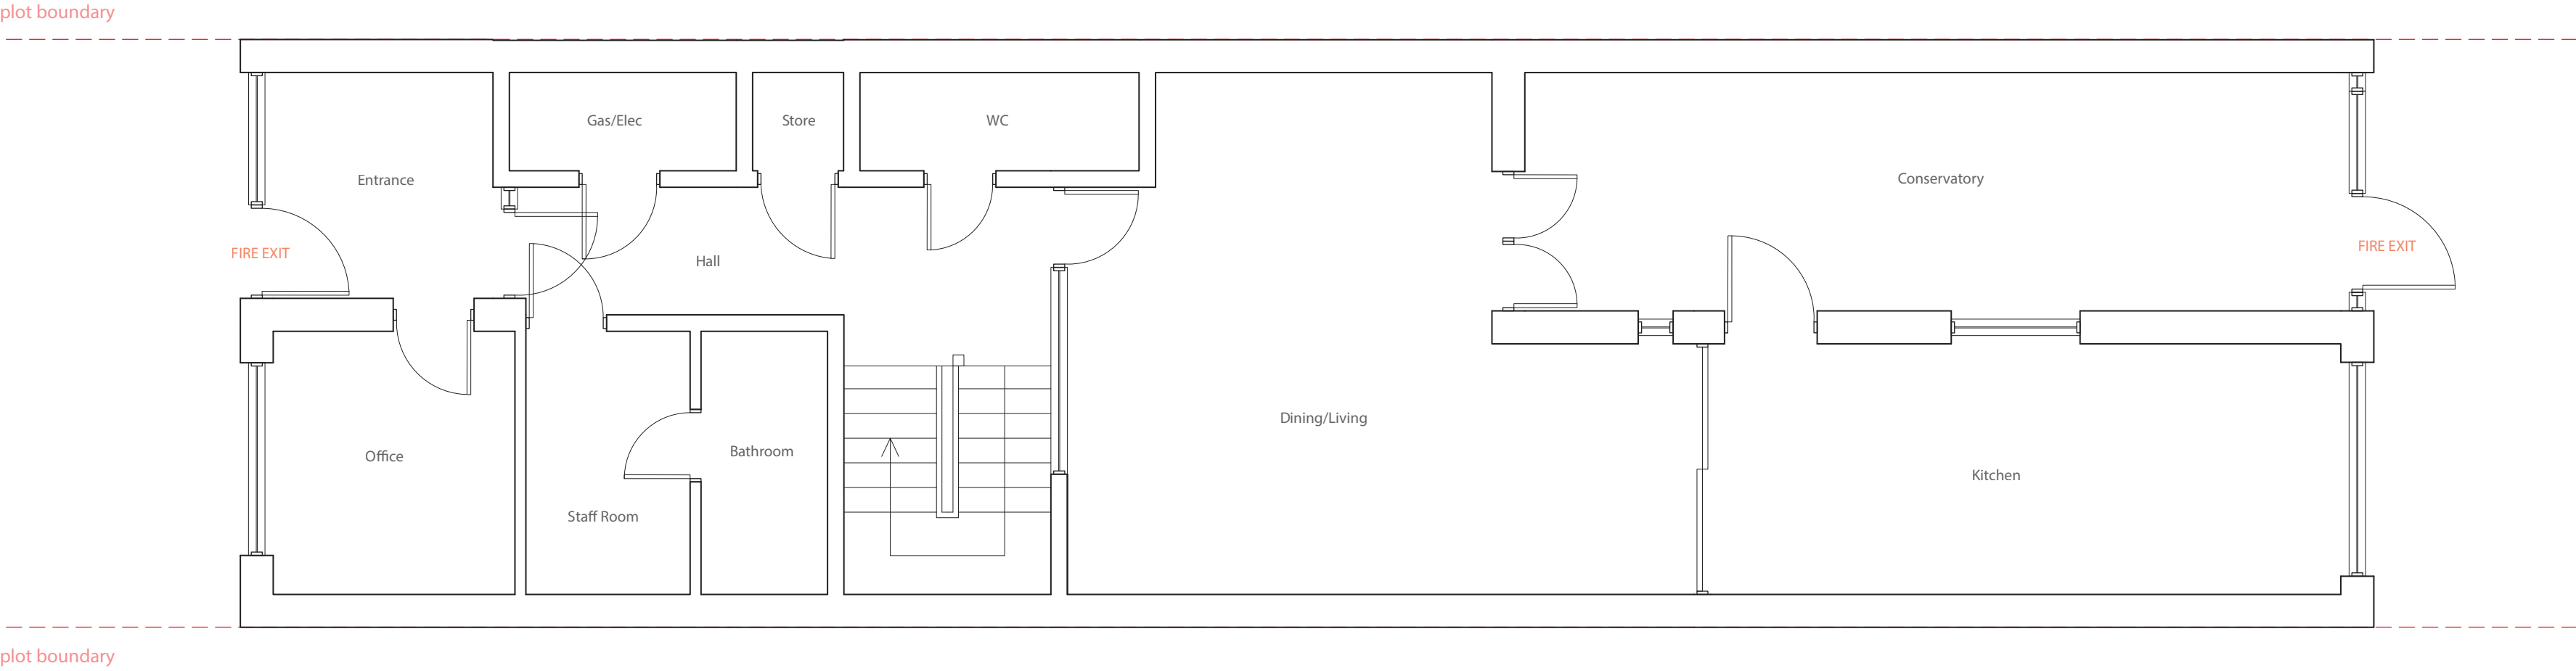 plot boundary
Gas/Elec
Store
WC
Entrance
Conservatory
FIRE EXIT
Hall
FIRE EXIT
Dining/Living
Office
Bathroom
Kitchen
Staff Room
plot boundary